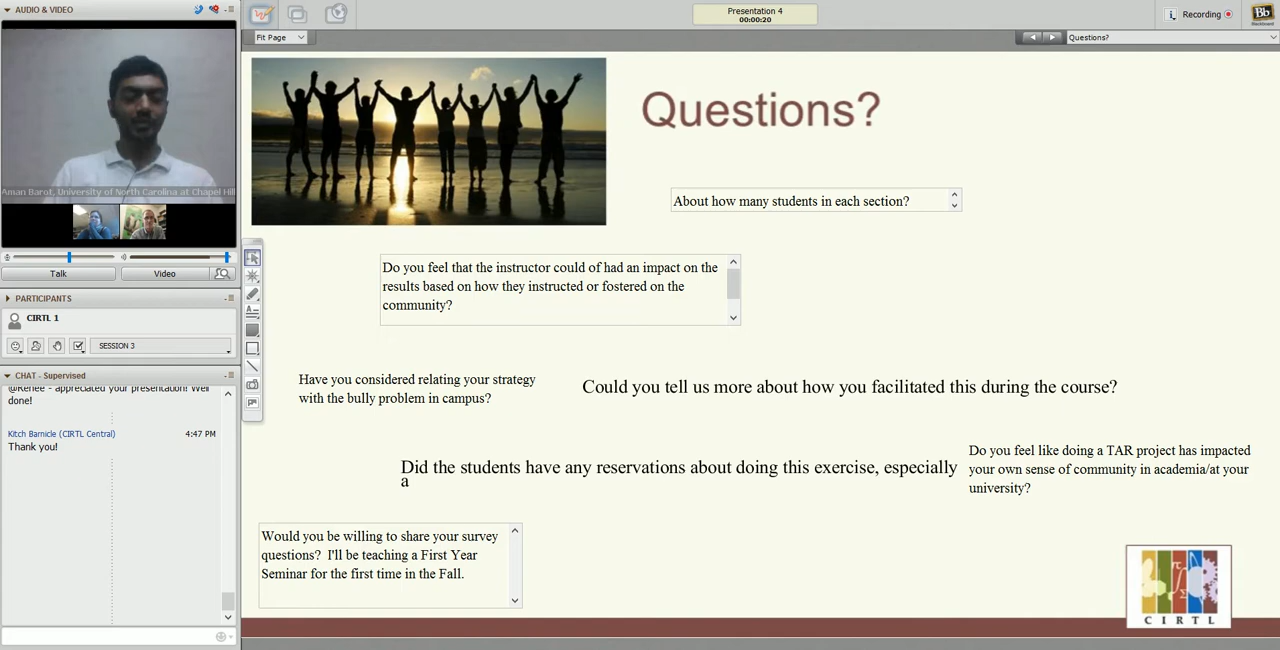 AUDIO & VIDEO
Aman Barot, University of North Carolina at Chapel Hill
Talk
Video
PARTICIPANTS
CIRTL 1
SESSION 3
CHAT - Supervised
@Renee - appreciated your presentation! Well
done!
Kitch Barnicle (CIRTL Central)
4:47 PM
Thank you!
Presentation 4
00:00:20
Recording
Bb
Blackboard
Fit Page
Questions?
Questions?
About how many students in each section?
Do you feel that the instructor could of had an impact on the
results based on how they instructed or fostered on the
community?
Have you considered relating your strategy
with the bully problem in campus?
Could you tell us more about how you facilitated this during the course?
Did the students have any reservations about doing this exercise, especially
a
Do you feel like doing a TAR project has impacted
your own sense of community in academia/at your
university?
Would you be willing to share your survey
questions? I'll be teaching a First Year
Seminar for the first time in the Fall.
CIRTL